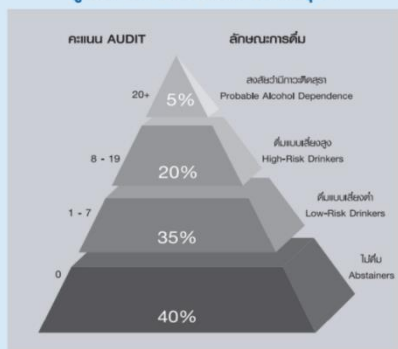 คะแนน AUDIT
ลักษณะการดื่ม
20+
5%
สงสัยว่ามีภาวะติดสุรา
Probable Alcohol Dependence
8 - 19
20%
ดื่มแบบเสี่ยงสูง
High-Risk Drinkers
1 - 7
35%
ดื่มแบบเสี่ยงต่ำ
Low-Risk Drinkers
0
40%
ไม่ดื่ม
Abstainers